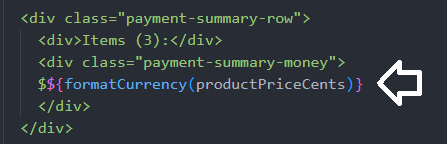 <div class="payment-summary-row">
<div>Items (3):</div>
<div class="payment-summary-money">
$${formatCurrency(productPriceCents)}
</div>
</div>